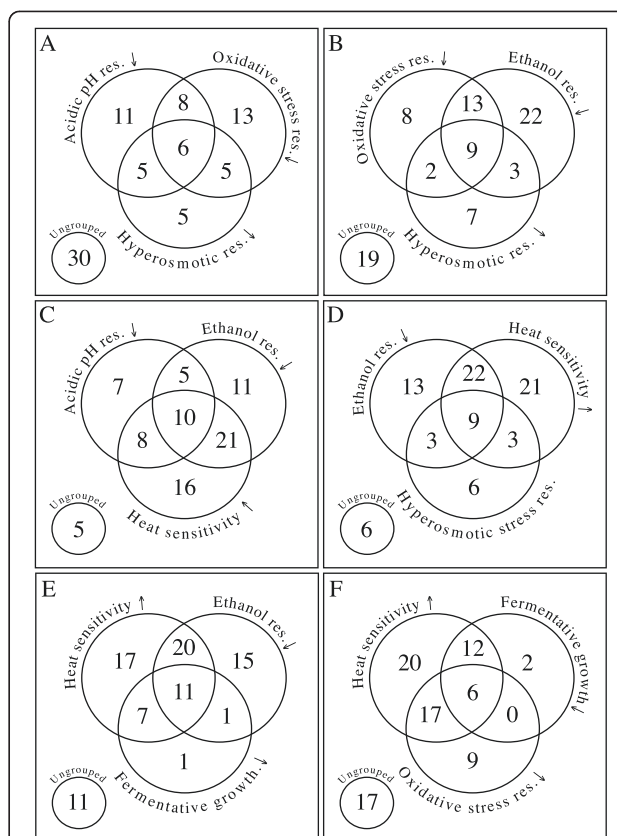 A
Acidic pH res. ↓
Oxidative stress res. ↓
11
8
13
6
5
5
5
Hyperosmotic res. ↓
Ungrouped
30
B
Oxidative stress res. ↓
Ethanol res. ↓
8
13
22
9
2
3
7
Hyperosmotic res. ↓
Ungrouped
19
C
Acidic pH res. ↓
Ethanol res. ↓
7
5
11
10
8
21
16
Heat sensitivity ↑
Ungrouped
5
D
Ethanol res. ↓
Heat sensitivity ↑
13
22
21
9
3
3
6
Hyperosmotic stress res.
Ungrouped
6
E
Heat sensitivity ↑
Ethanol res. ↓
17
20
15
11
7
1
1
Fermentative growth. ↓
Ungrouped
11
F
Heat sensitivity ↑
Fermentative growth ↓
20
12
2
6
17
0
9
Oxidative stress res. ↓
Ungrouped
17